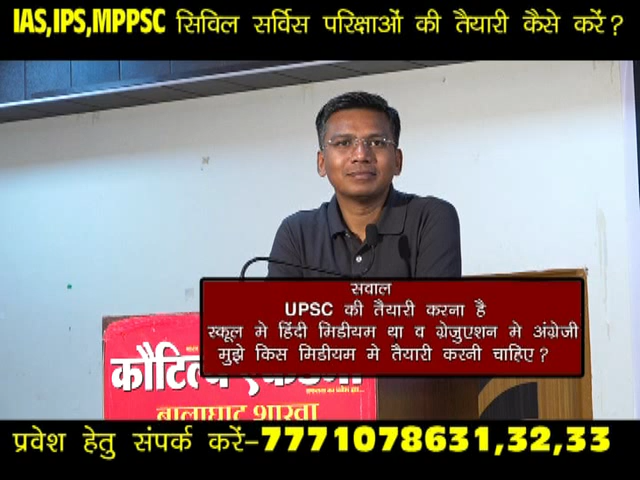 IAS,IPS,MPPSC सिविल सर्विस परिक्षाओं की तैयारी कैसे करें ?
सवाल
UPSC की तैयारी करना है
स्कूल मे हिंदी मिडीयम था व ग्रेजुएशन मे अंग्रेजी
मुझे किस मिडीयम मे तैयारी करनी चाहिए ?
कौटिल्य
बालाघाट शाखा
प्रवेश हेतु संपर्क करें-7771078631,32,33